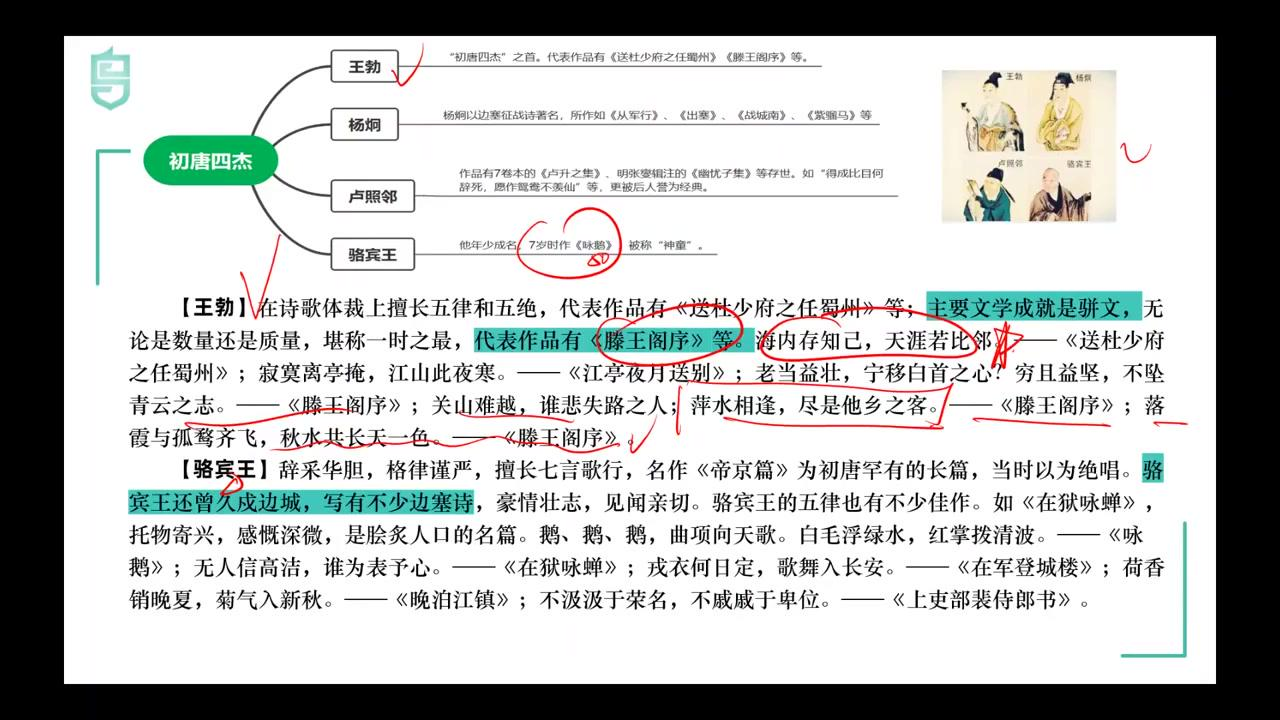 初唐四杰
王勃
“初唐四杰”之首。代表作品有《送杜少府之任蜀州》《滕王阁序》等。
杨炯
杨炯以边塞征战诗著名，所作如《从军行》、《出塞》、《战城南》、《紫骝马》等
卢照邻
作品有7卷本的《卢升之集》、明张燮辑注的《幽忧子集》等存世。如“得成比目何
辞死，愿作鸳鸯不羡仙”等，更被后人誉为经典。
骆宾王
他年少成名，7岁时作《咏鹅》，被称“神童”。
王勃
杨炯
卢照邻
骆宾王
【王勃】在诗歌体裁上擅长五律和五绝，代表作品有《送杜少府之任蜀州》等；主要文学成就是骈文，无
论是数量还是质量，堪称一时之最，代表作品有《滕王阁序》等。海内存知己，天涯若比邻。——《送杜少府
之任蜀州》；寂寞离亭掩，江山此夜寒。——《江亭夜月送别》；老当益壮，宁移白首之心？穷且益坚，不坠
青云之志。——《滕王阁序》；关山难越，谁悲失路之人；萍水相逢，尽是他乡之客。——《滕王阁序》；落
霞与孤鹜齐飞，秋水共长天一色。——《滕王阁序》。
【骆宾王】辞采华胆，格律谨严，擅长七言歌行，名作《帝京篇》为初唐罕有的长篇，当时以为绝唱。骆
宾王还曾久戍边城，写有不少边塞诗，豪情壮志，见闻亲切。骆宾王的五律也有不少佳作。如《在狱咏蝉》，
托物寄兴，感慨深微，是脍炙人口的名篇。鹅、鹅、鹅，曲项向天歌。白毛浮绿水，红掌拨清波。——《咏
鹅》；无人信高洁，谁为表予心。——《在狱咏蝉》；戎衣何日定，歌舞入长安。——《在军登城楼》；荷香
销晚夏，菊气入新秋。——《晚泊江镇》；不汲汲于荣名，不戚戚于卑位。——《上吏部裴侍郎书》。